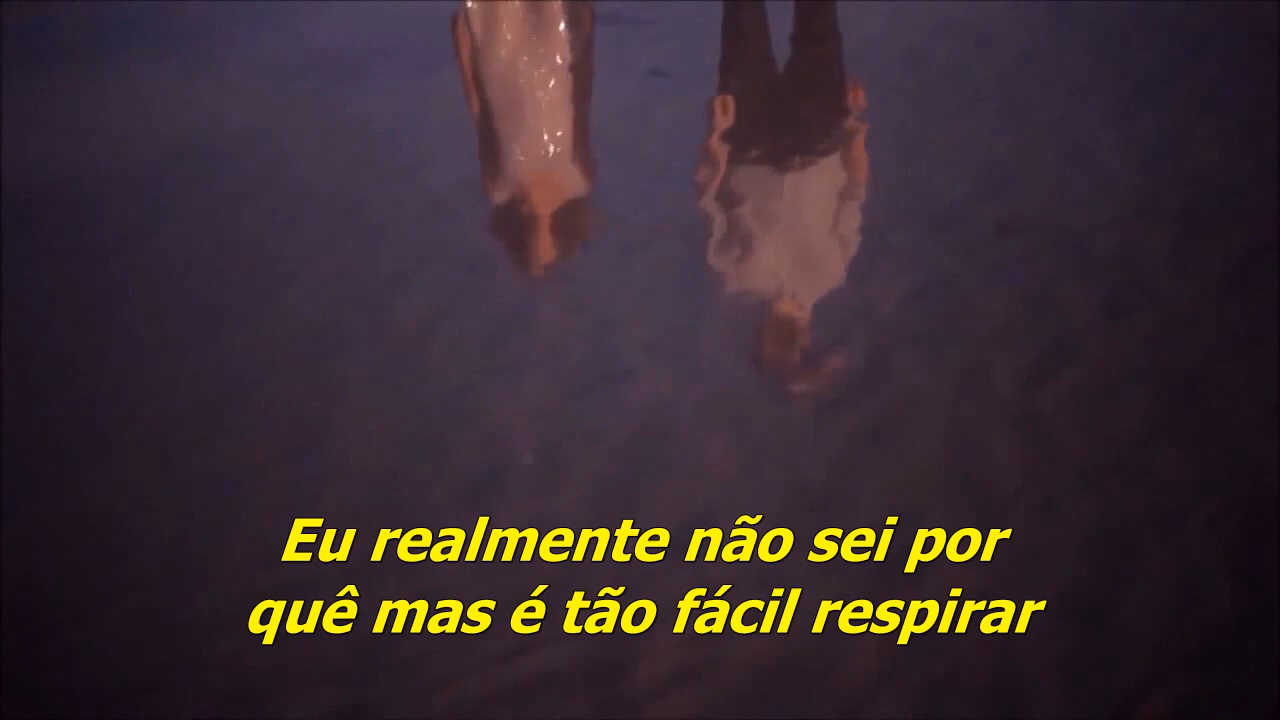 Eu realmente não sei por
quê mas é tão fácil respirar